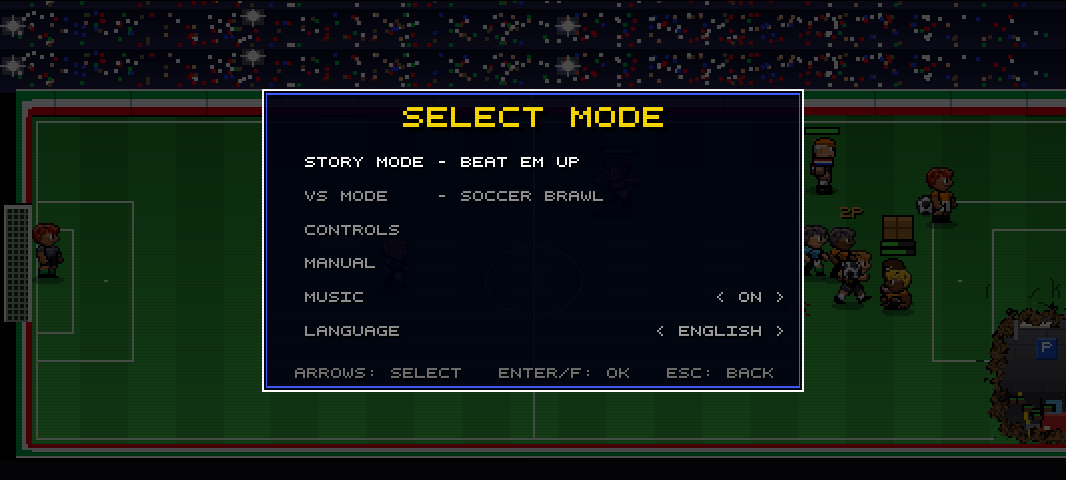 SELECT MODE
STORY MODE - BEAT EM UP
VS MODE - SOCCER BRAWL
CONTROLS
MANUAL
MUSIC < ON >
LANGUAGE < ENGLISH >
ARROWS: SELECT ENTER/F: OK ESC: BACK
2P
P